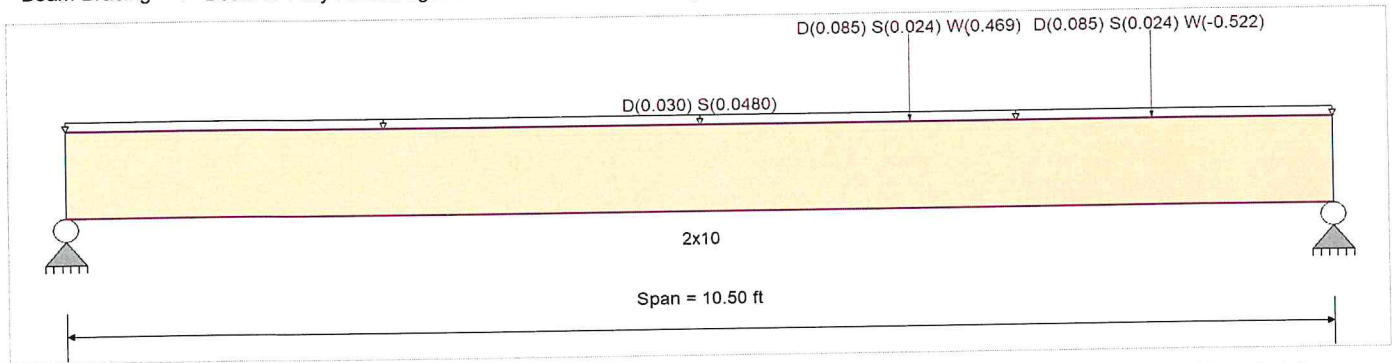 D(0.085) S(0.024) W(0.469) D(0.085) S(0.024) W(-0.522)
D(0.030) S(0.0480)
2x10
Span = 10.50 ft